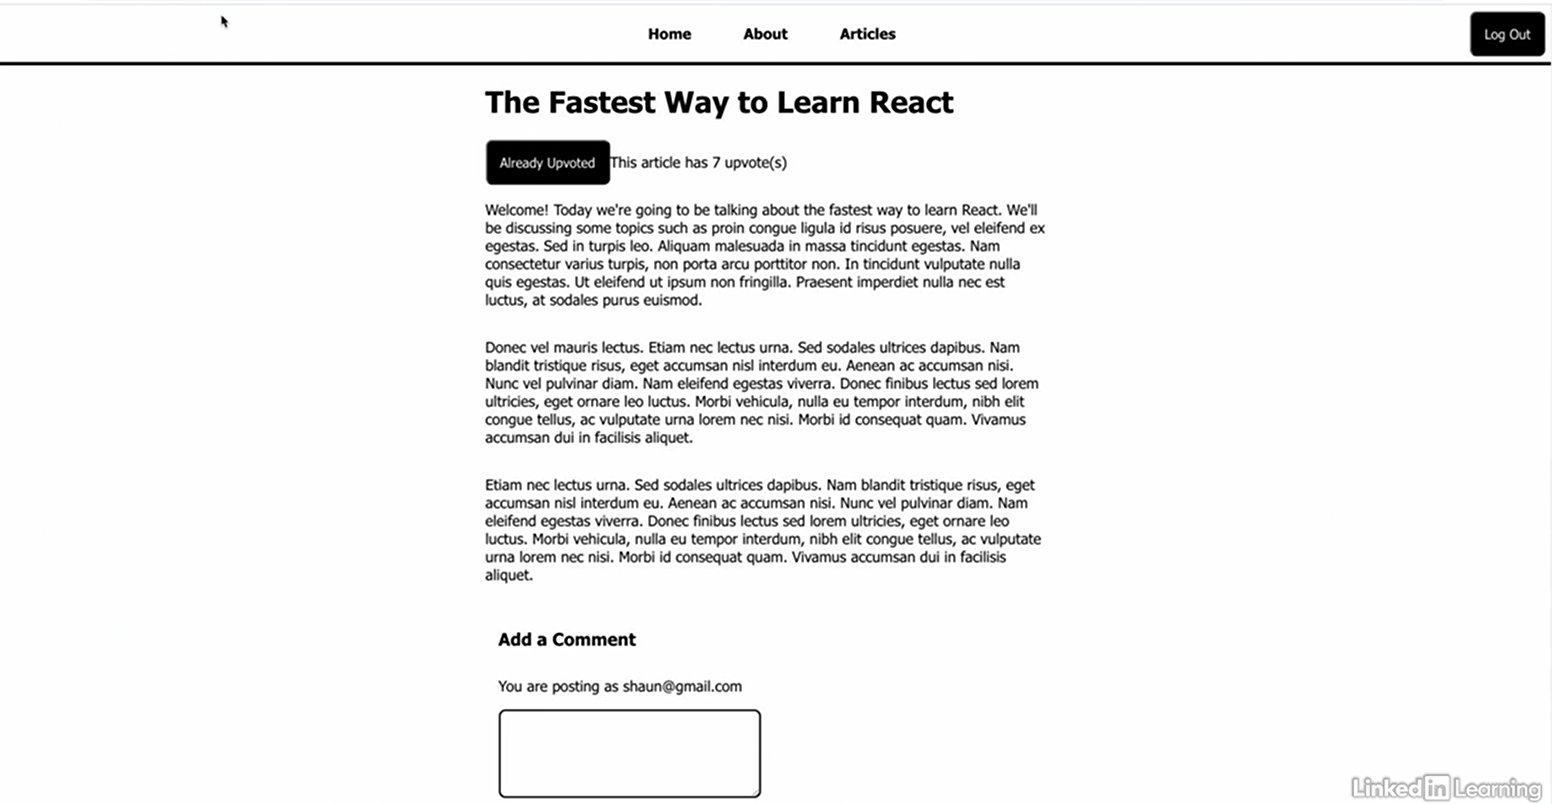 Home About Articles Log Out
The Fastest Way to Learn React
Already Upvoted This article has 7 upvote(s)
Welcome! Today we're going to be talking about the fastest way to learn React. We'll
be discussing some topics such as proin congue ligula id risus posuere, vel eleifend ex
egestas. Sed in turpis leo. Aliquam malesuada in massa tincidunt egestas. Nam
consectetur varius turpis, non porta arcu porttitor non. In tincidunt vulputate nulla
quis egestas. Ut eleifend ut ipsum non fringilla. Praesent imperdiet nulla nec est
luctus, at sodales purus euismod.
Donec vel mauris lectus. Etiam nec lectus urna. Sed sodales ultrices dapibus. Nam
blandit tristique risus, eget accumsan nisl interdum eu. Aenean ac accumsan nisi.
Nunc vel pulvinar diam. Nam eleifend egestas viverra. Donec finibus lectus sed lorem
ultricies, eget ornare leo luctus. Morbi vehicula, nulla eu tempor interdum, nibh elit
congue tellus, ac vulputate urna lorem nec nisi. Morbi id consequat quam. Vivamus
accumsan dui in facilisis aliquet.
Etiam nec lectus urna. Sed sodales ultrices dapibus. Nam blandit tristique risus, eget
accumsan nisl interdum eu. Aenean ac accumsan nisi. Nunc vel pulvinar diam. Nam
eleifend egestas viverra. Donec finibus lectus sed lorem ultricies, eget ornare leo
luctus. Morbi vehicula, nulla eu tempor interdum, nibh elit congue tellus, ac vulputate
urna lorem nec nisi. Morbi id consequat quam. Vivamus accumsan dui in facilisis
aliquet.
Add a Comment
You are posting as shaun@gmail.com
Linked in Learning